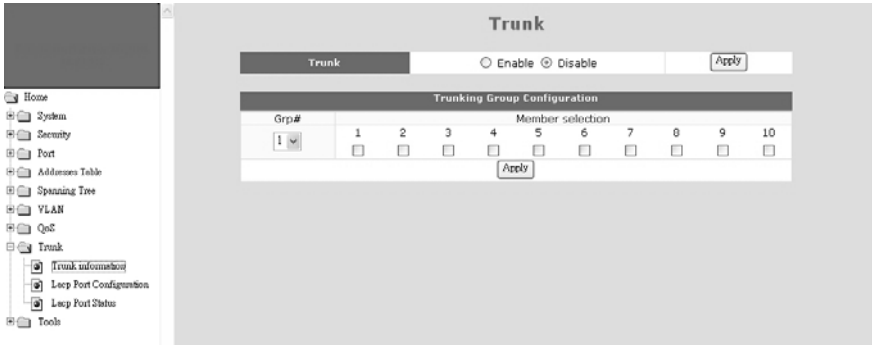 Home
System
Security
Port
Addresses Table
Spanning Tree
VLAN
QoS
Trunk
Trunk information
Lacp Port Configuration
Lacp Port Status
Tools
Trunk
Trunk Enable Disable Apply
Trunking Group Configuration
Grp# Member selection
1 1 2 3 4 5 6 7 8 9 10
Apply